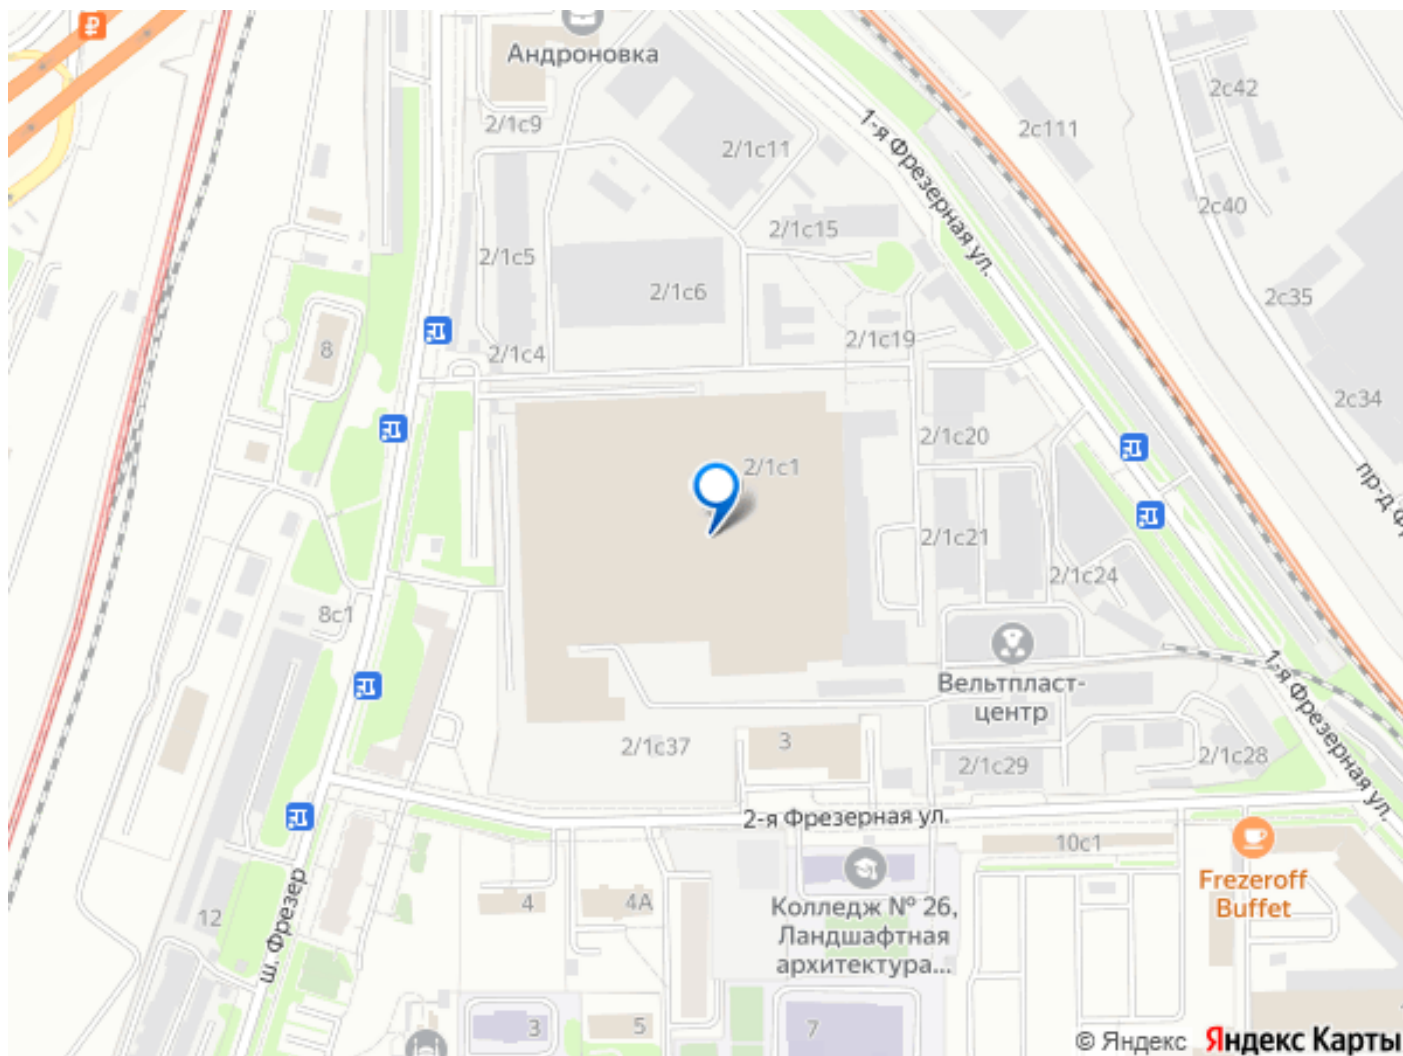 ₽
Андроновка
2с42
2с111
2/1с9
1-я Фрезерная ул.
2/1с11
2с40
2/1с15
2/1с5
2/1с6
2с35
2/1с19
8
2/1с4
2с34
2/1с20
2/1с1
пр-д Ф
2/1с21
2/1с24
8с1
1-я Фрезерная ул.
Вельтпласт-
центр
2/1с37
3
2/1с28
2/1с29
2-я Фрезерная ул.
10с1
ш. Фрезер
Frezeroff
Buffet
4
4А
12
Колледж № 26,
Ландшафтная
архитектура...
3
5
7
© Яндекс Яндекс Карты